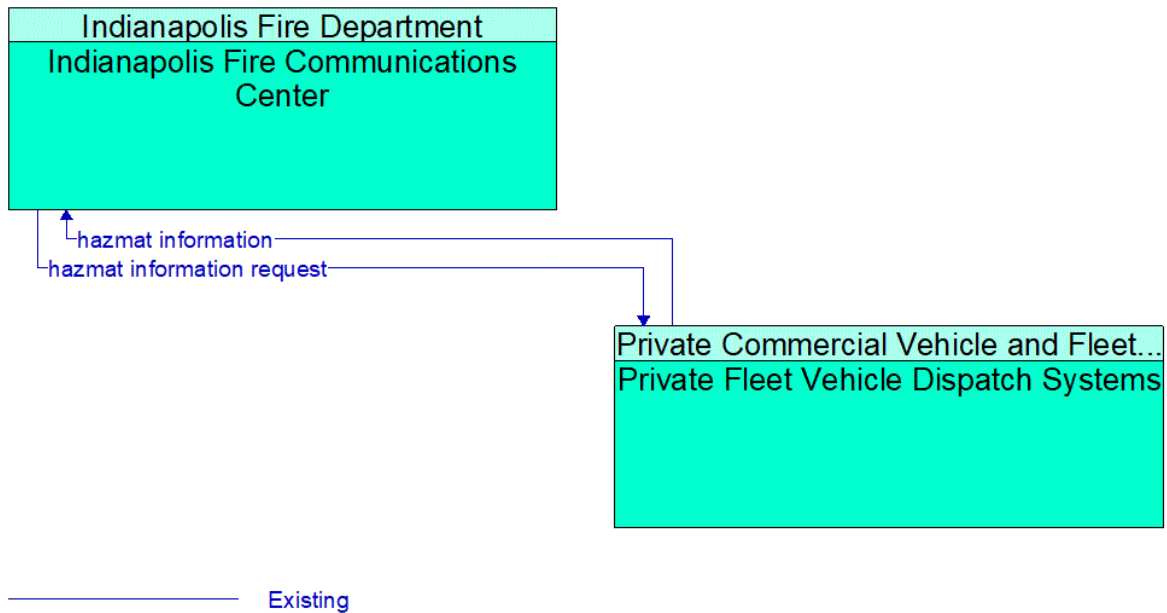 Indianapolis Fire Department
Indianapolis Fire Communications
Center
hazmat information
hazmat information request
Private Commercial Vehicle and Fleet...
Private Fleet Vehicle Dispatch Systems
Existing